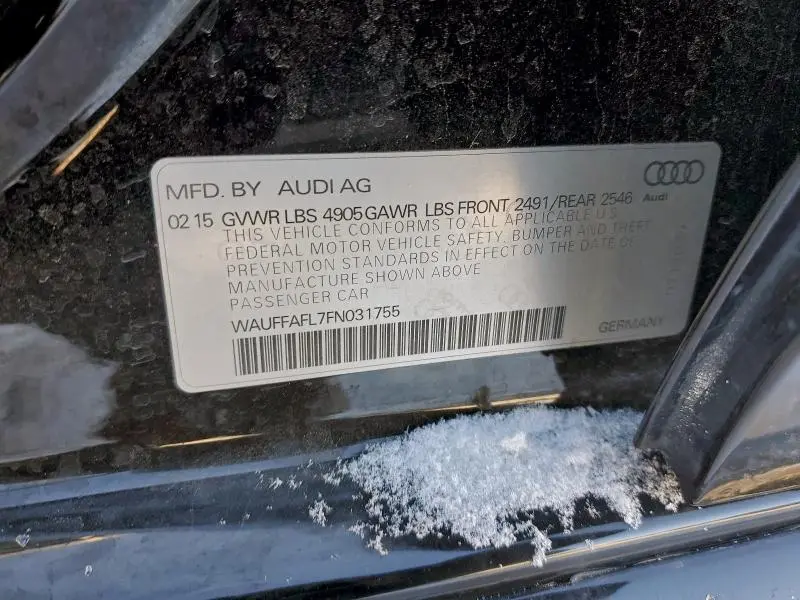 MFD. BY AUDI AG
Audi
02 15 GVWR LBS 4905 GAWR LBS FRONT 2491/REAR 2546
THIS VEHICLE CONFORMS TO ALL APPLICABLE U.S.
FEDERAL MOTOR VEHICLE SAFETY, BUMPER AND THEFT
PREVENTION STANDARDS IN EFFECT ON THE DATE OF
MANUFACTURE SHOWN ABOVE
PASSENGER CAR
WAUFFAFL7FN031755
GERMANY